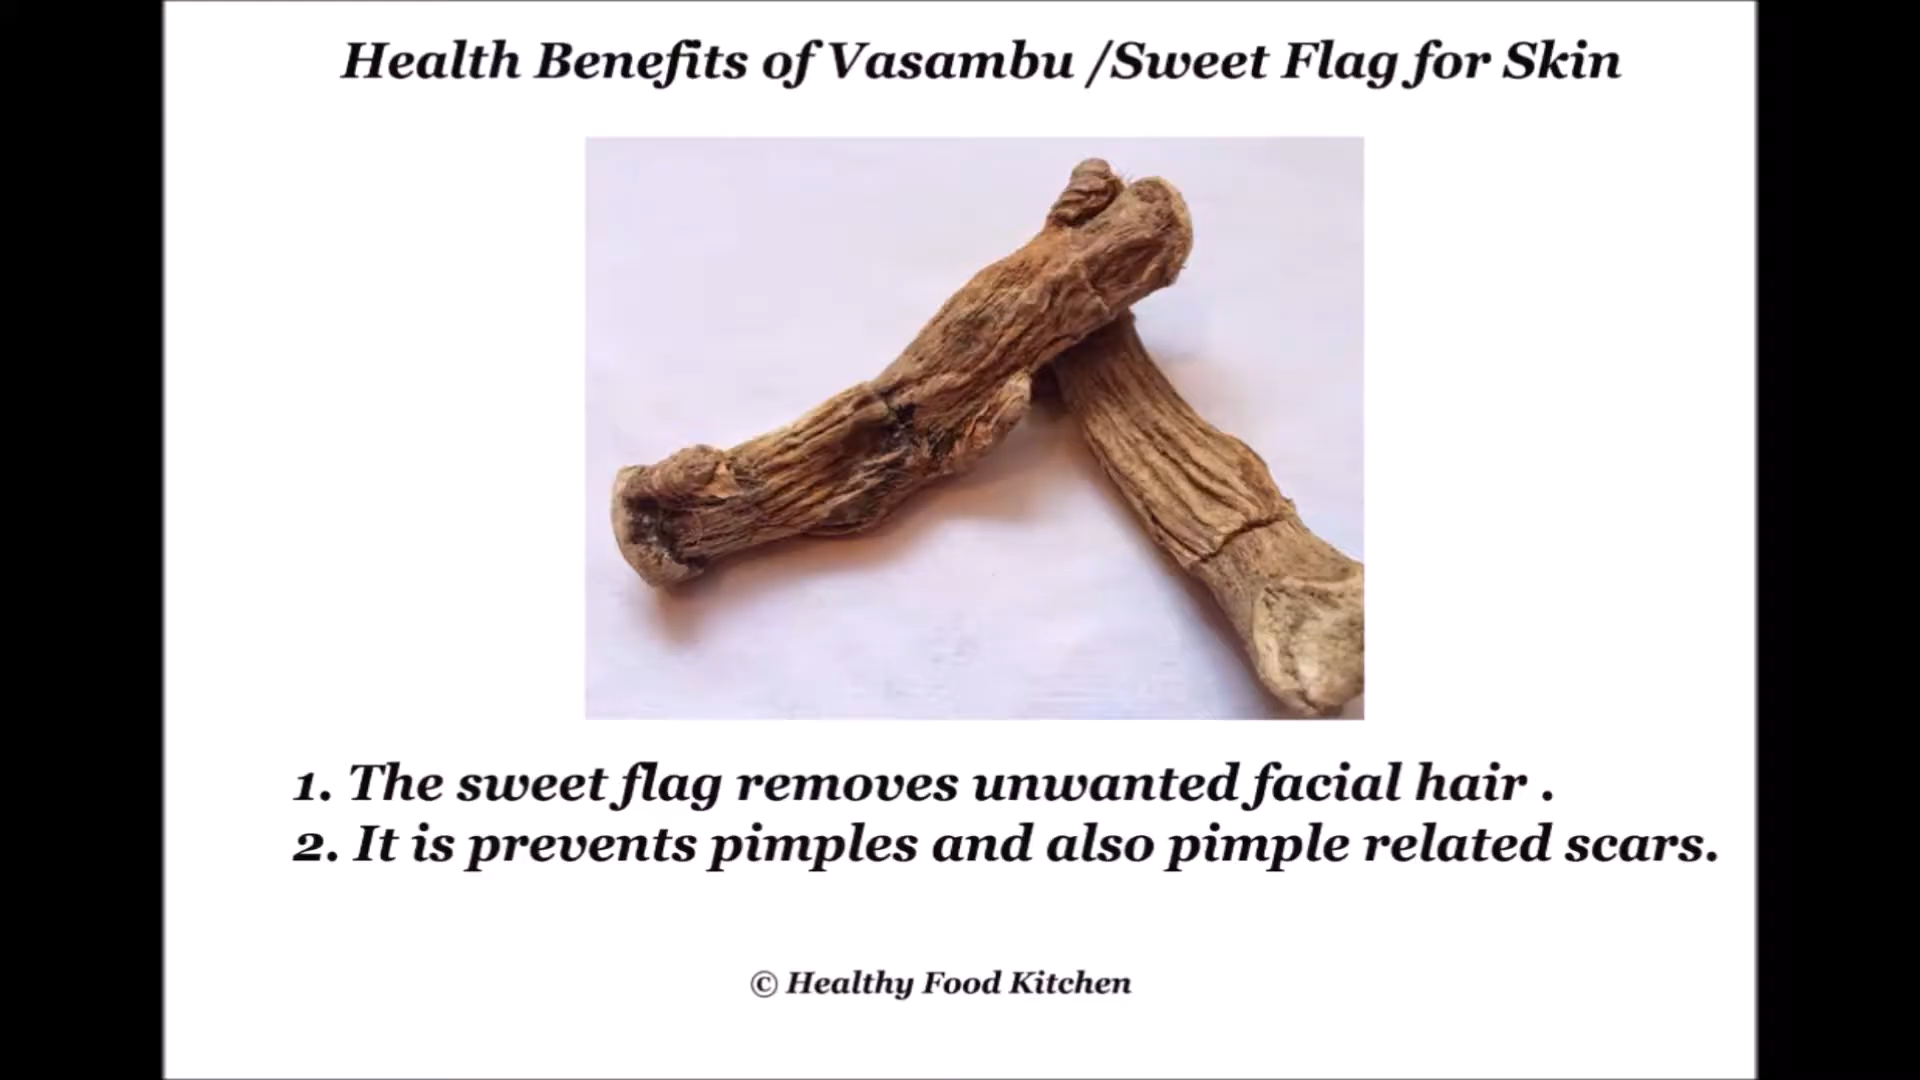 Health Benefits of Vasambu /Sweet Flag for Skin
1. The sweet flag removes unwanted facial hair .
2. It is prevents pimples and also pimple related scars.
© Healthy Food Kitchen